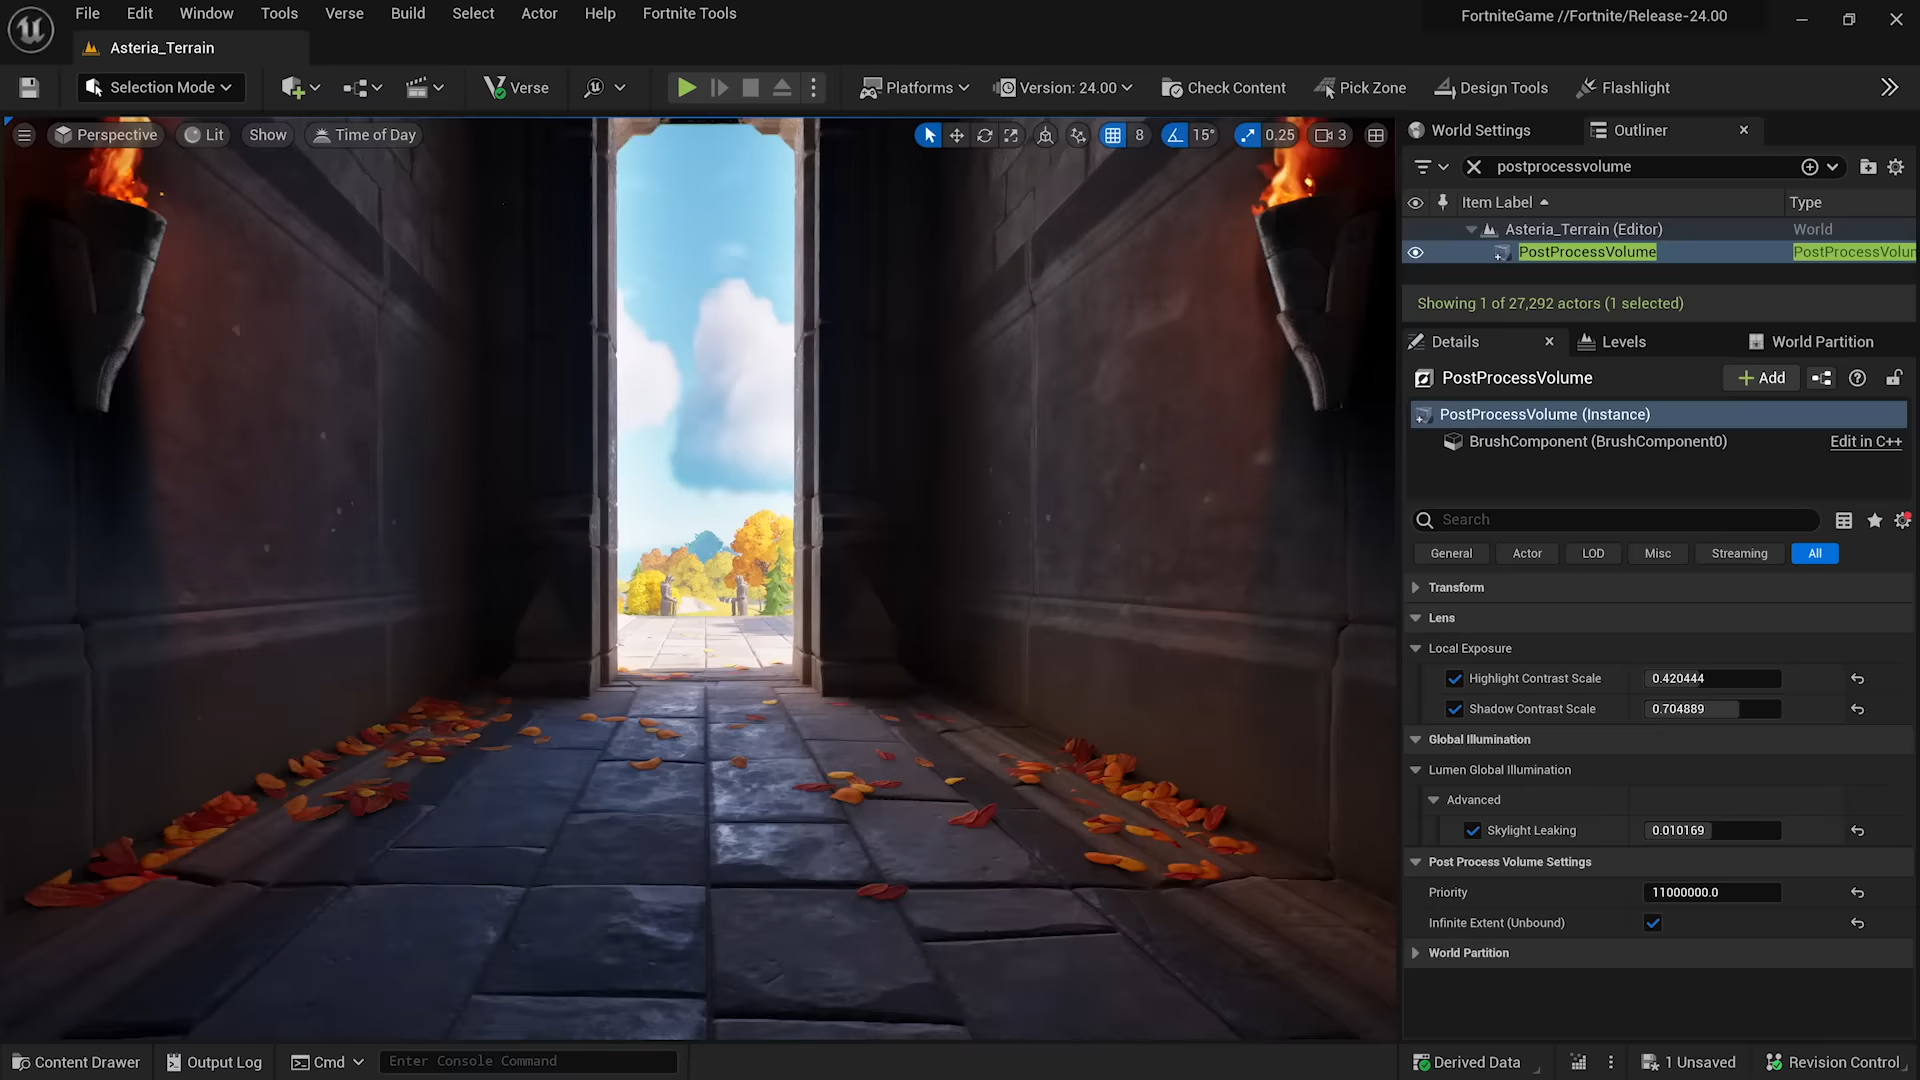 File Edit Window Tools Verse Build Select Actor Help Fortnite Tools
FortniteGame //Fortnite/Release-24.00
Asteria_Terrain
Selection Mode
Verse
Platforms
Version: 24.00
Check Content
Pick Zone
Design Tools
Flashlight
Perspective
Lit
Show
Time of Day
8
15°
0.25
3
World Settings
Outliner
postprocessvolume
Item Label
Type
Asteria_Terrain (Editor)
World
PostProcessVolume
PostProcessVolun
Showing 1 of 27,292 actors (1 selected)
Details
Levels
World Partition
PostProcessVolume
Add
PostProcessVolume (Instance)
BrushComponent (BrushComponent0)
Edit in C++
Search
General
Actor
LOD
Misc
Streaming
All
Transform
Lens
Local Exposure
Highlight Contrast Scale
0.420444
Shadow Contrast Scale
0.704889
Global Illumination
Lumen Global Illumination
Advanced
Skylight Leaking
0.010169
Post Process Volume Settings
Priority
11000000.0
Infinite Extent (Unbound)
World Partition
Content Drawer
Output Log
Cmd
Enter Console Command
Derived Data
1 Unsaved
Revision Control